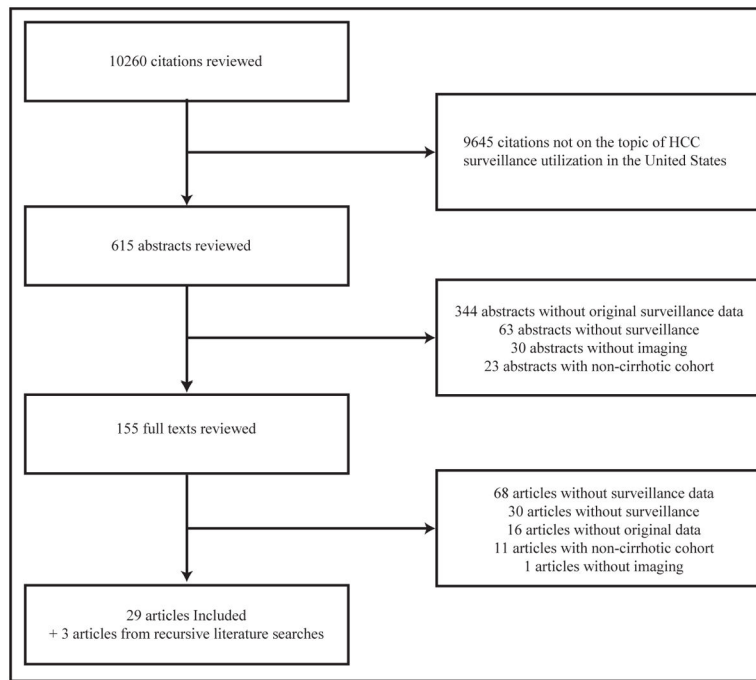 10260 citations reviewed
9645 citations not on the topic of HCC
surveillance utilization in the United States
615 abstracts reviewed
344 abstracts without original surveillance data
63 abstracts without surveillance
30 abstracts without imaging
23 abstracts with non-cirrhotic cohort
155 full texts reviewed
68 articles without surveillance data
30 articles without surveillance
16 articles without original data
11 articles with non-cirrhotic cohort
1 articles without imaging
29 articles Included
+ 3 articles from recursive literature searches